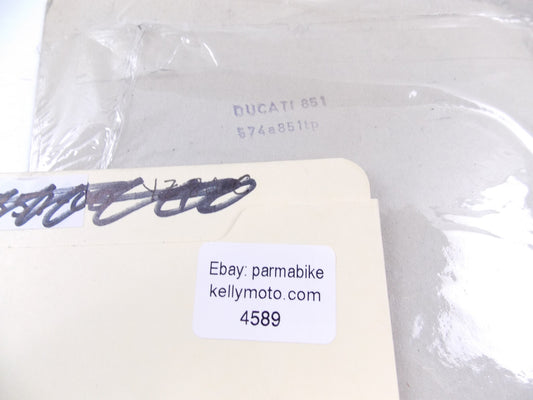 DUCATI 851
574a851tp
Ebay: parmabike
kellymoto.com
4589